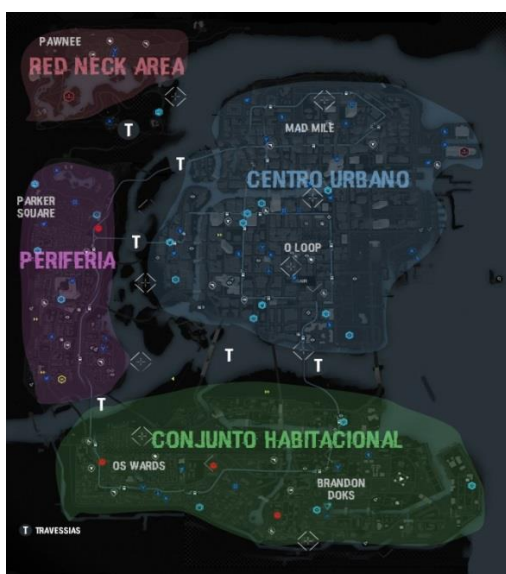 PAWNEE
RED NECK AREA
T
MAD MILE
T
CENTRO URBANO
PARKER
SQUARE
T
O LOOP
PERIFERIA
T
T
T
CONJUNTO HABITACIONAL
OS WARDS
BRANDON
DOKS
T TRAVESSIAS